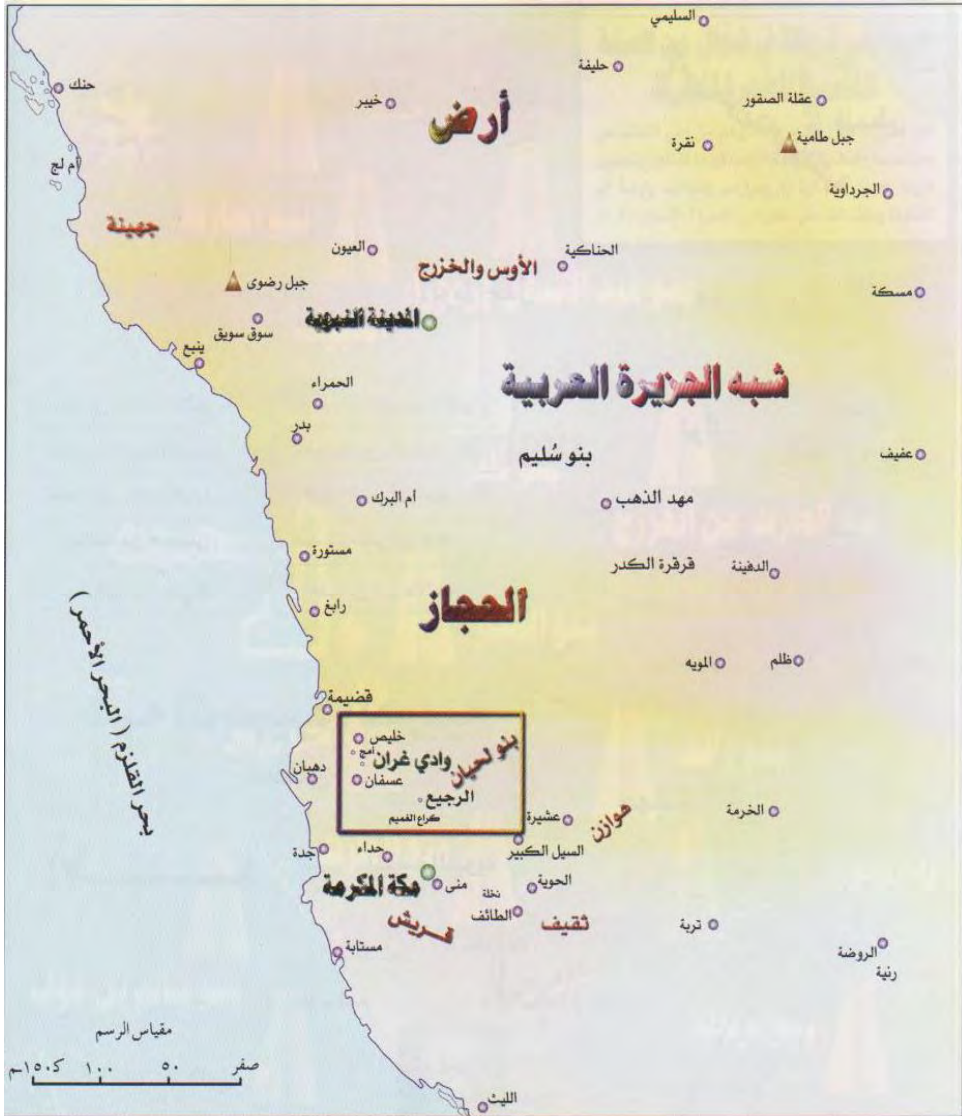 السليمي
حليفة
حنك
خيبر
عقلة الصقور
أرض
جبل طامية
نقرة
أم لج
الجرداوية
جهينة
العيون
الحناكية
الأوس والخزرج
جبل رضوى
مسكة
المدينة النبوية
سوق سويق
ينبع
شبه الجزيرة العربية
الحمراء
بدر
بنو سُليم
عفيف
أم البرك
مهد الذهب
مستورة
قرقرة الكدر
الدفينة
الحجاز
رابغ
بحر القلزم ( البحر الأحمر )
المويه
ظلم
قضيمة
خليص
أمج
وادي غران
بنو لحيان
دهبان
عسفان
الرجيع
كراع الغميم
عشيرة
هوازن
الخرمة
السيل الكبير
جدة
حداء
مكة المكرمة
منى
نخلة
الحوية
الطائف
ثقيف
قريش
تربة
مستابة
الروضة
رنية
مقياس الرسم
صفر ٥٠ ١٠٠ ١٥٠كم
الليث